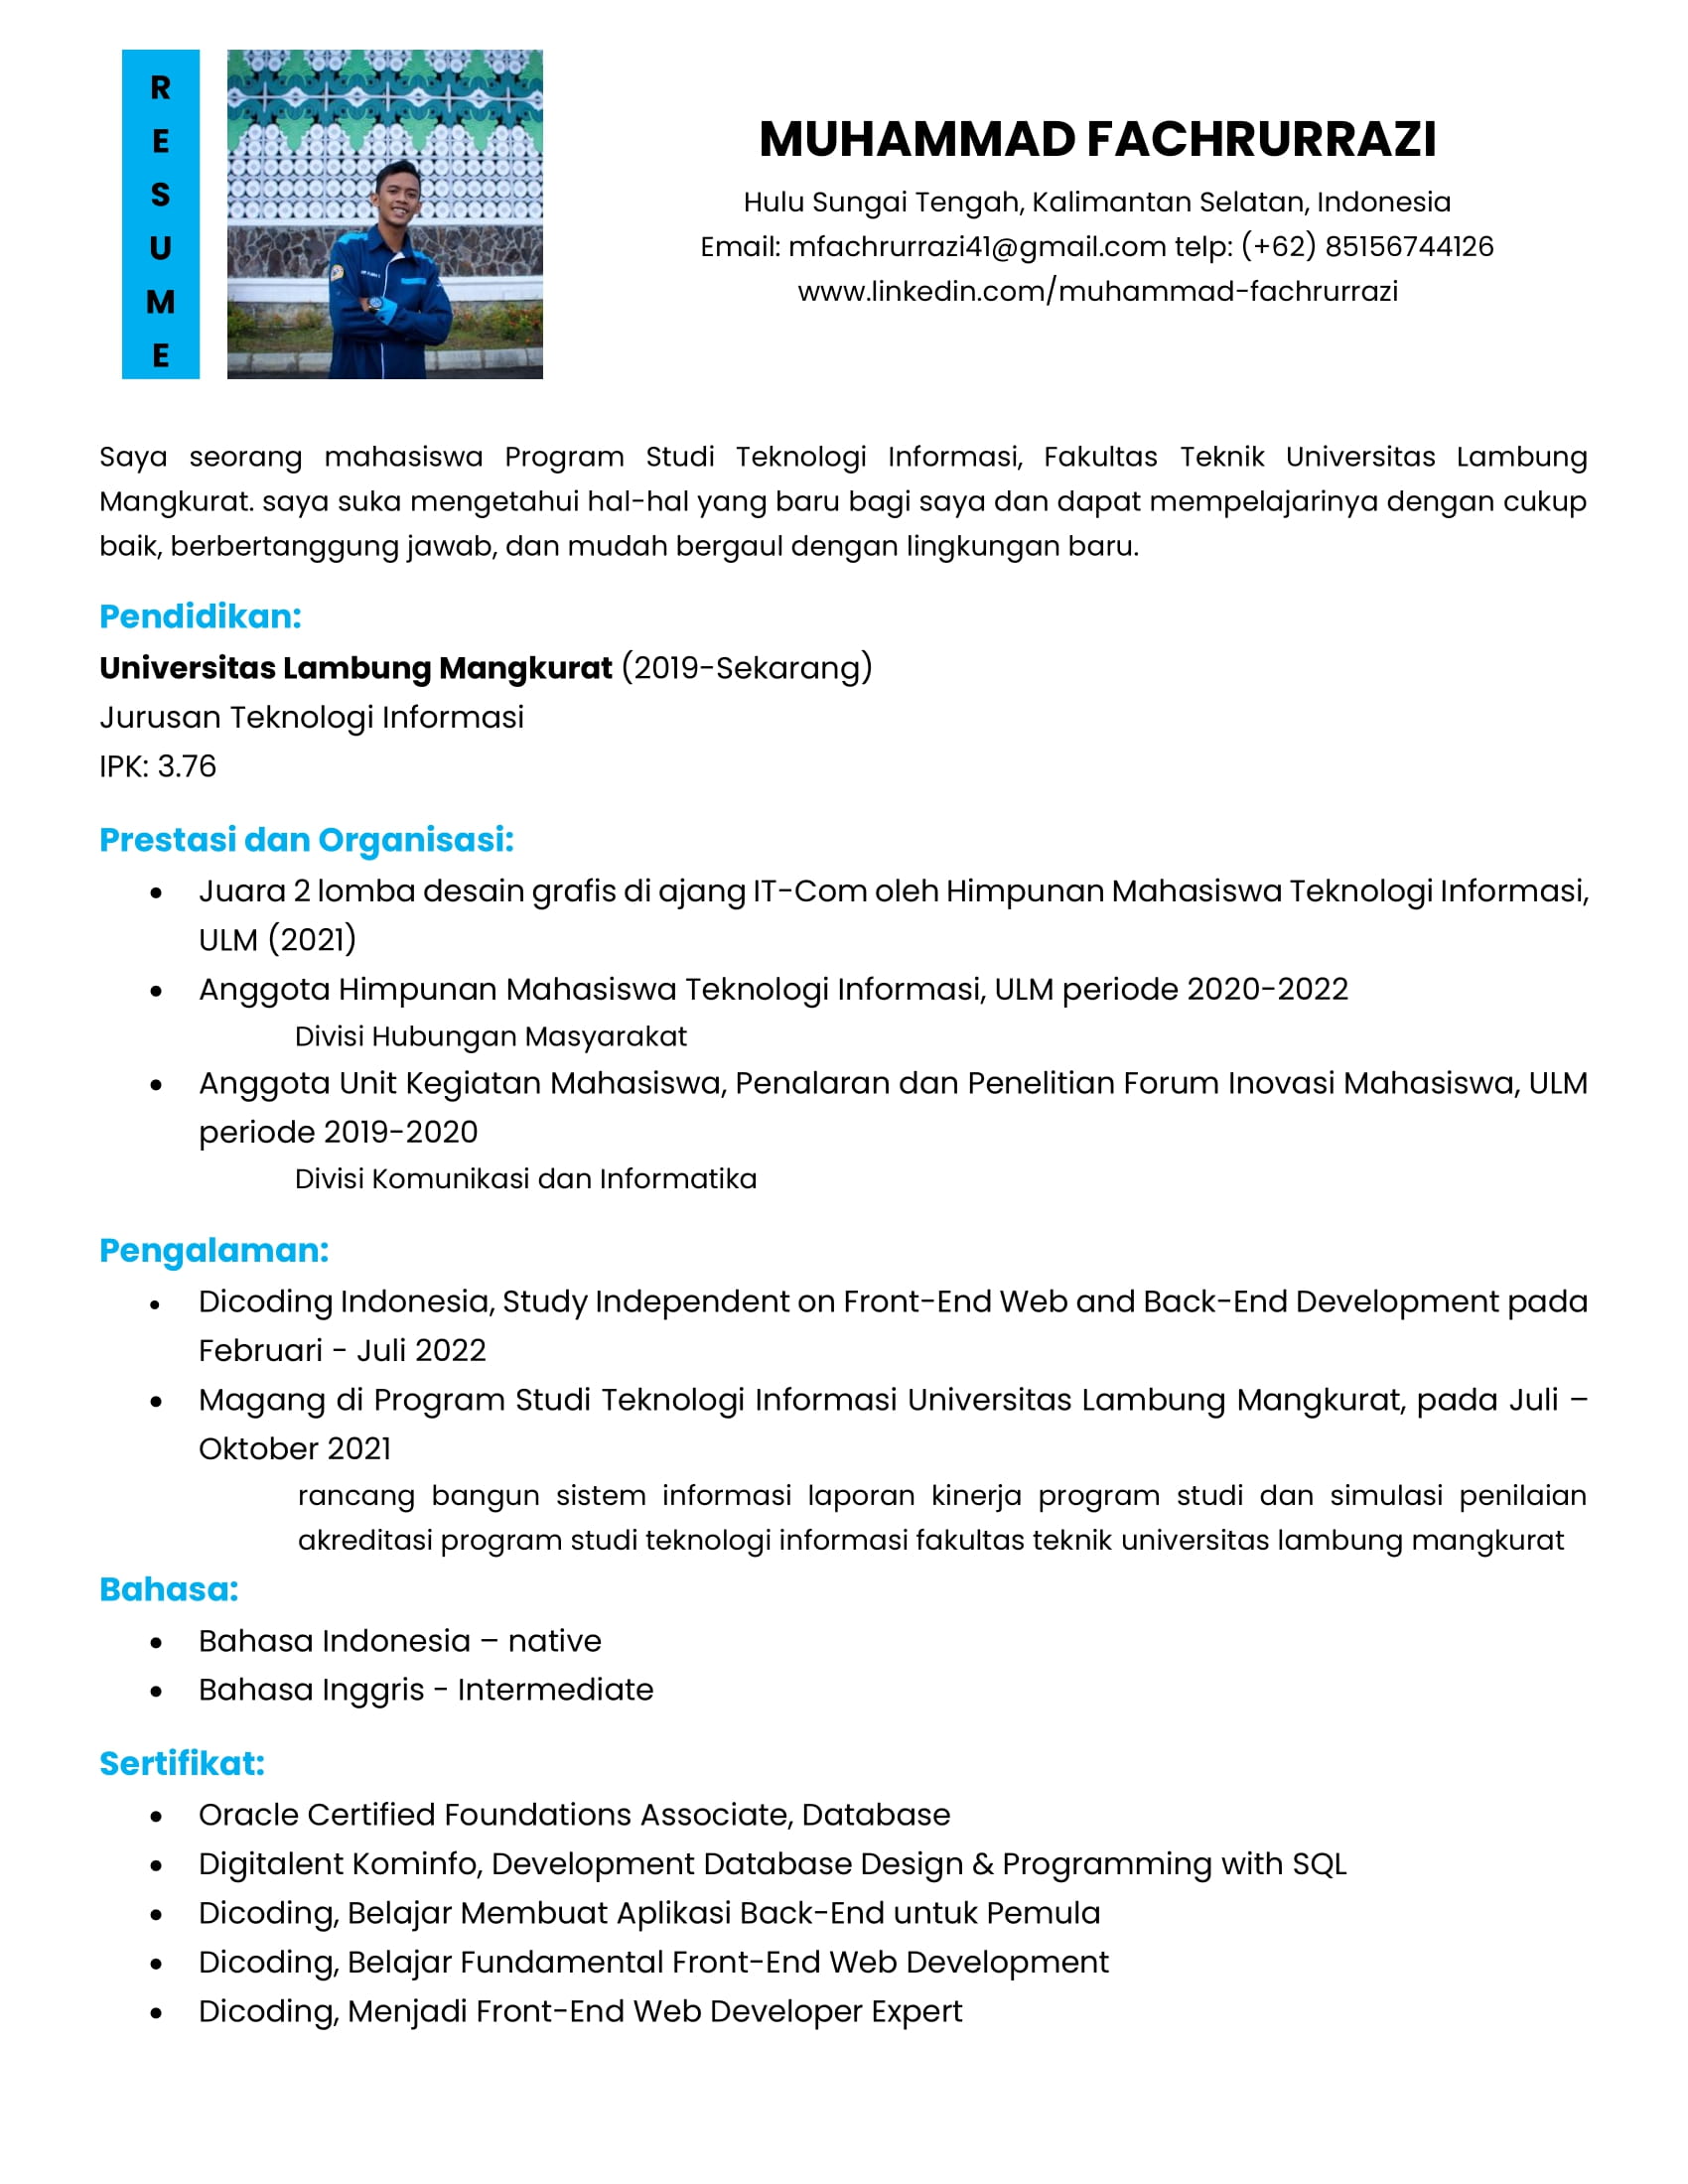 R
E
S
U
M
E
MUHAMMAD FACHRURRAZI
Hulu Sungai Tengah, Kalimantan Selatan, Indonesia
Email: mfachrurrazi41@gmail.com telp: (+62) 85156744126
www.linkedin.com/muhammad-fachrurrazi
Saya seorang mahasiswa Program Studi Teknologi Informasi, Fakultas Teknik Universitas Lambung
Mangkurat. saya suka mengetahui hal-hal yang baru bagi saya dan dapat mempelajarinya dengan cukup
baik, berbertanggung jawab, dan mudah bergaul dengan lingkungan baru.
Pendidikan:
Universitas Lambung Mangkurat (2019-Sekarang)
Jurusan Teknologi Informasi
IPK: 3.76
Prestasi dan Organisasi:
• Juara 2 lomba desain grafis di ajang IT-Com oleh Himpunan Mahasiswa Teknologi Informasi,
ULM (2021)
• Anggota Himpunan Mahasiswa Teknologi Informasi, ULM periode 2020-2022
Divisi Hubungan Masyarakat
• Anggota Unit Kegiatan Mahasiswa, Penalaran dan Penelitian Forum Inovasi Mahasiswa, ULM
periode 2019-2020
Divisi Komunikasi dan Informatika
Pengalaman:
• Dicoding Indonesia, Study Independent on Front-End Web and Back-End Development pada
Februari - Juli 2022
• Magang di Program Studi Teknologi Informasi Universitas Lambung Mangkurat, pada Juli –
Oktober 2021
rancang bangun sistem informasi laporan kinerja program studi dan simulasi penilaian
akreditasi program studi teknologi informasi fakultas teknik universitas lambung mangkurat
Bahasa:
• Bahasa Indonesia – native
• Bahasa Inggris - Intermediate
Sertifikat:
• Oracle Certified Foundations Associate, Database
• Digitalent Kominfo, Development Database Design & Programming with SQL
• Dicoding, Belajar Membuat Aplikasi Back-End untuk Pemula
• Dicoding, Belajar Fundamental Front-End Web Development
• Dicoding, Menjadi Front-End Web Developer Expert